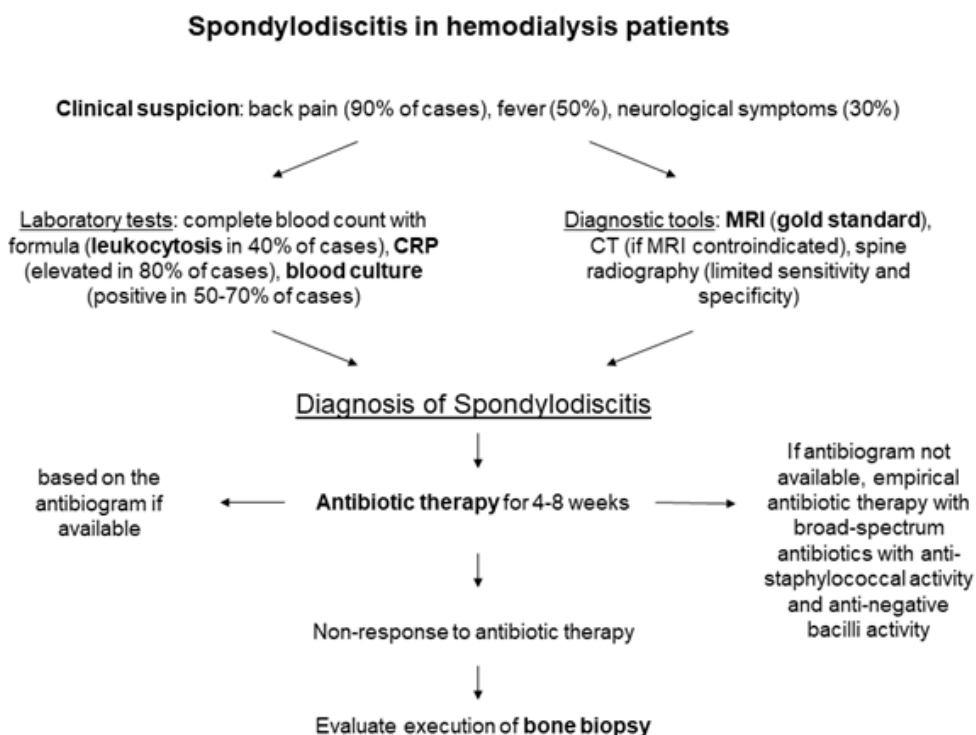 Spondylodiscitis in hemodialysis patients
Clinical suspicion: back pain (90% of cases), fever (50%), neurological symptoms (30%)
Laboratory tests: complete blood count with
formula (leukocytosis in 40% of cases), CRP
(elevated in 80% of cases), blood culture
(positive in 50-70% of cases)
Diagnostic tools: MRI (gold standard),
CT (if MRI controindicated), spine
radiography (limited sensitivity and
specificity)
Diagnosis of Spondylodiscitis
based on the
antibiogram if
available
Antibiotic therapy for 4-8 weeks
If antibiogram not
available, empirical
antibiotic therapy with
broad-spectrum
antibiotics with anti-
staphylococcal activity
and anti-negative
bacilli activity
Non-response to antibiotic therapy
Evaluate execution of bone biopsy